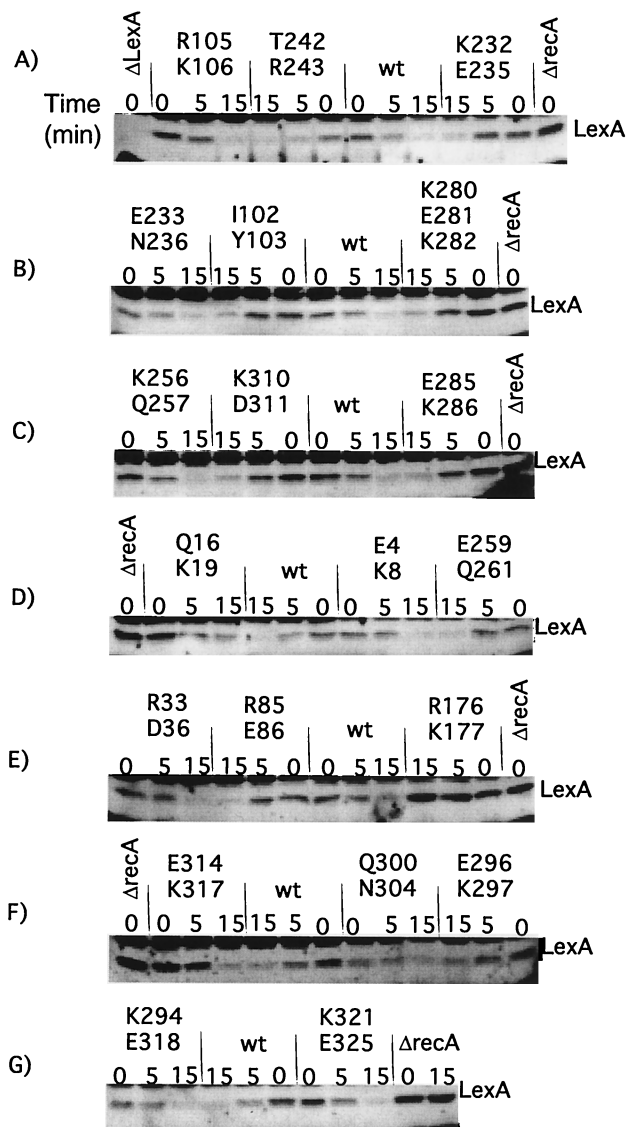 A) ΔLexA R105 T242 wt K232 ΔrecA
K106 R243 E235
Time 0 0 5 15 5 0 0 5 15 15 5 0 0
(min) LexA
B) E233 I102 wt K280 ΔrecA
N236 Y103 E281
K282
0 5 15 15 5 0 0 5 15 15 5 0 0
LexA
C) K256 K310 wt E285 ΔrecA
Q257 D311 K286
0 5 15 15 5 0 0 5 15 15 5 0 0
LexA
D) ΔrecA Q16 wt E4 E259
K19 K8 Q261
0 0 5 15 15 5 0 0 5 15 15 5 0
LexA
E) R33 R85 wt R176 ΔrecA
D36 E86 K177
0 5 15 15 5 0 0 5 15 15 5 0 0
LexA
F) ΔrecA E314 wt Q300 E296
K317 N304 K297
0 0 5 15 15 5 0 0 5 15 15 5 0
LexA
G) K294 wt K321 ΔrecA
E318 E325
0 5 15 15 5 0 0 5 15 0 15
LexA